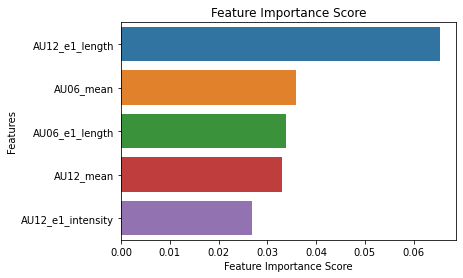 Feature Importance Score
AU12_e1_length
AU06_mean
AU06_e1_length
AU12_mean
AU12_e1_intensity
Features
0.00 0.01 0.02 0.03 0.04 0.05 0.06
Feature Importance Score